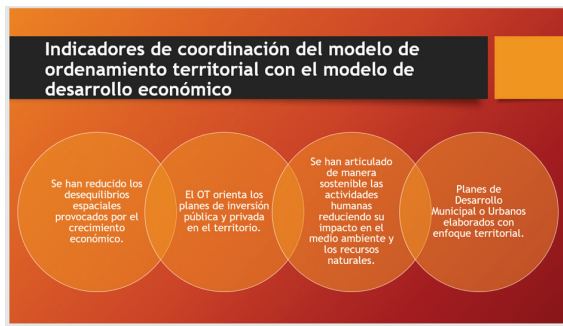 Indicadores de coordinación del modelo de
ordenamiento territorial con el modelo de
desarrollo económico
Se han reducido los
desequilibrios
espaciales
provocados por el
crecimiento
económico.
El OT orienta los
planes de inversión
pública y privada
en el territorio.
Se han articulado
de manera
sostenible las
actividades
humanas
reduciendo su
impacto en el
medio ambiente y
los recursos
naturales.
Planes de
Desarrollo
Municipal o Urbanos
elaborados con
enfoque territorial.